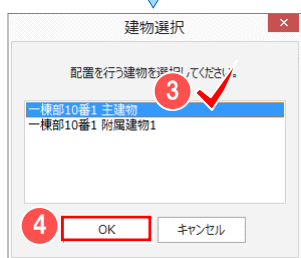 建物選択
×
配置を行う建物を選択してください。
3
一棟部10番1 主建物
一棟部10番1 附属建物1
4
OK
キャンセル